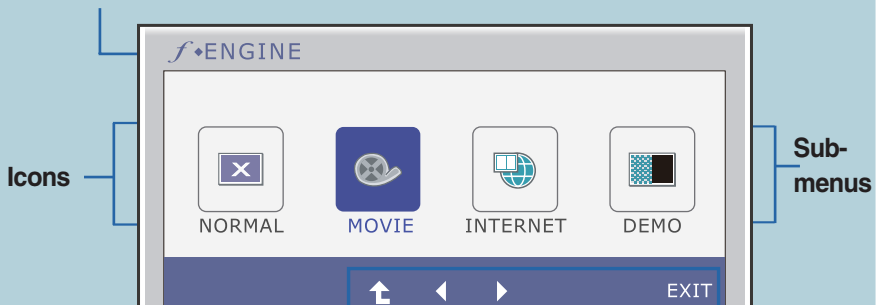 f•ENGINE
Icons
Sub-
menus
NORMAL MOVIE INTERNET DEMO
EXIT